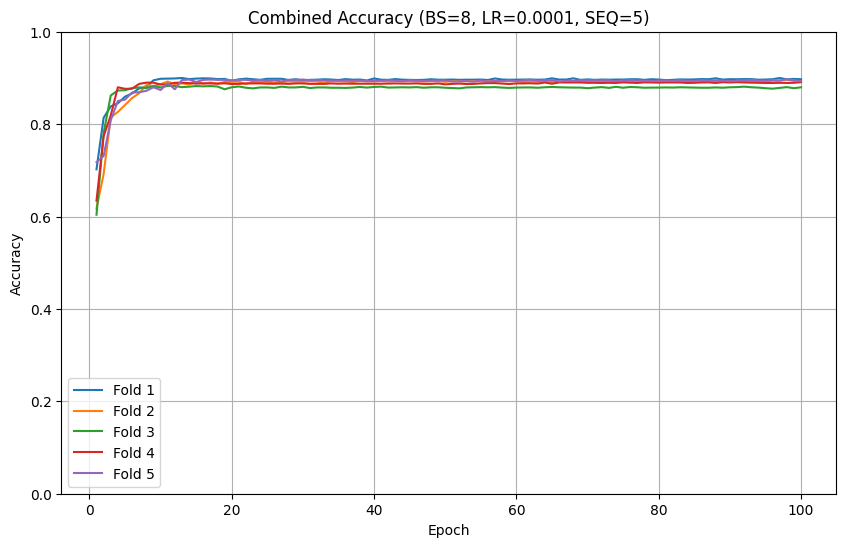 Combined Accuracy (BS=8, LR=0.0001, SEQ=5)
1.0
0.8
0.6
0.4
0.2
0.0
Accuracy
Fold 1
Fold 2
Fold 3
Fold 4
Fold 5
0 20 40 60 80 100
Epoch